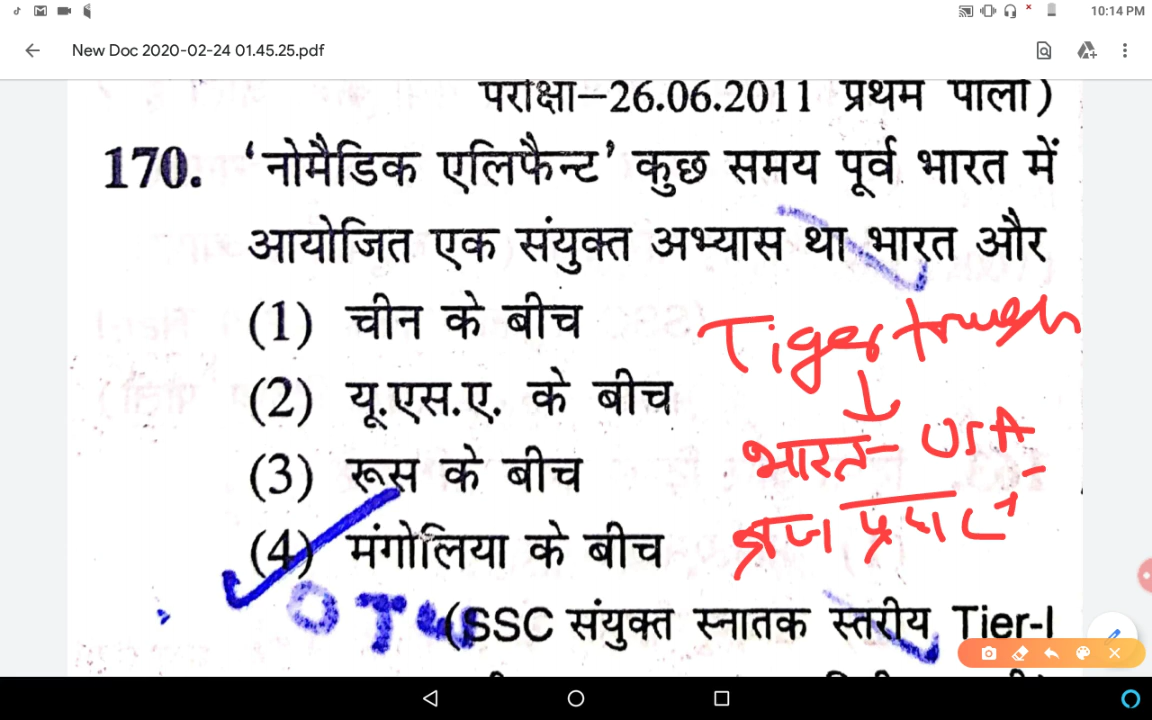 10:14 PM
New Doc 2020-02-24 01.45.25.pdf
परीक्षा–26.06.2011 प्रथम पाली)
170. 'नोमैडिक एलिफैन्ट' कुछ समय पूर्व भारत में
आयोजित एक संयुक्त अभ्यास था भारत और
(1) चीन के बीच
(2) यू.एस.ए. के बीच
(3) रूस के बीच
(4) मंगोलिया के बीच
Tiger
भारत – USA
(SSC संयुक्त स्नातक स्तरीय Tier-I